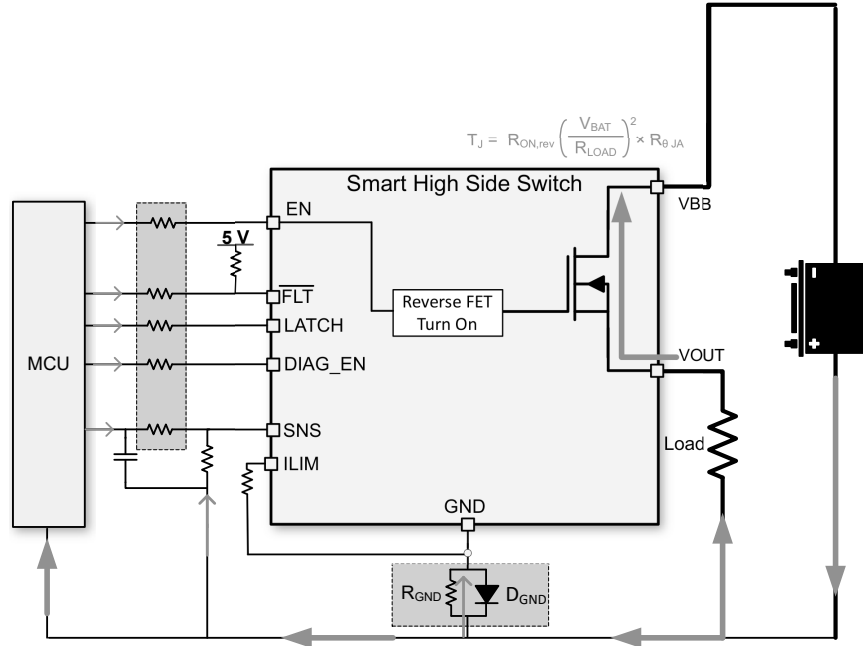 T_J = R_ON,rev (V_BAT / R_LOAD)^2 × R_θJA
Smart High Side Switch
VBB
EN
5 V
FLT
Reverse FET
Turn On
LATCH
MCU
DIAG_EN
VOUT
SNS
Load
ILIM
GND
R_GND
D_GND
-
+